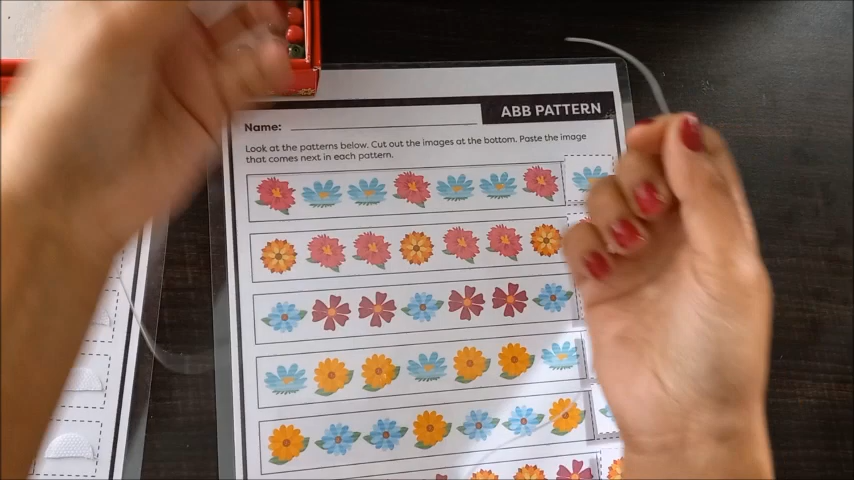 ABB PATTERN
Name:
Look at the patterns below. Cut out the images at the bottom. Paste the image
that comes next in each pattern.